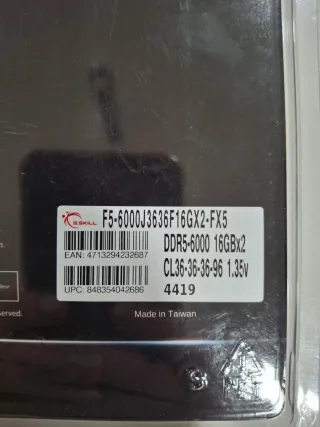 G.SKILL
F5-6000J3636F16GX2-FX5
DDR5-6000 16GBx2
EAN: 4713294232687
CL36-36-36-96 1.35v
UPC: 848354042686
4419
served.
Made in Taiwan